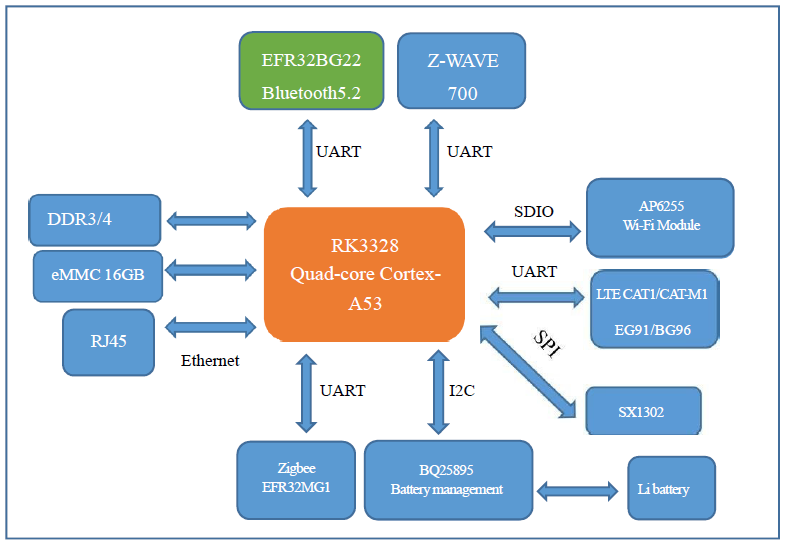 EFR32BG22
Bluetooth5.2
Z-WAVE
700
UART
UART
DDR3/4
eMMC 16GB
RJ45
Ethernet
RK3328
Quad-core Cortex-
A53
SDIO
AP6255
Wi-Fi Module
UART
LTE CAT1/CAT-M1
EG91/BG96
SPI
SX1302
UART
I2C
Zigbee
EFR32MG1
BQ25895
Battery management
Li battery